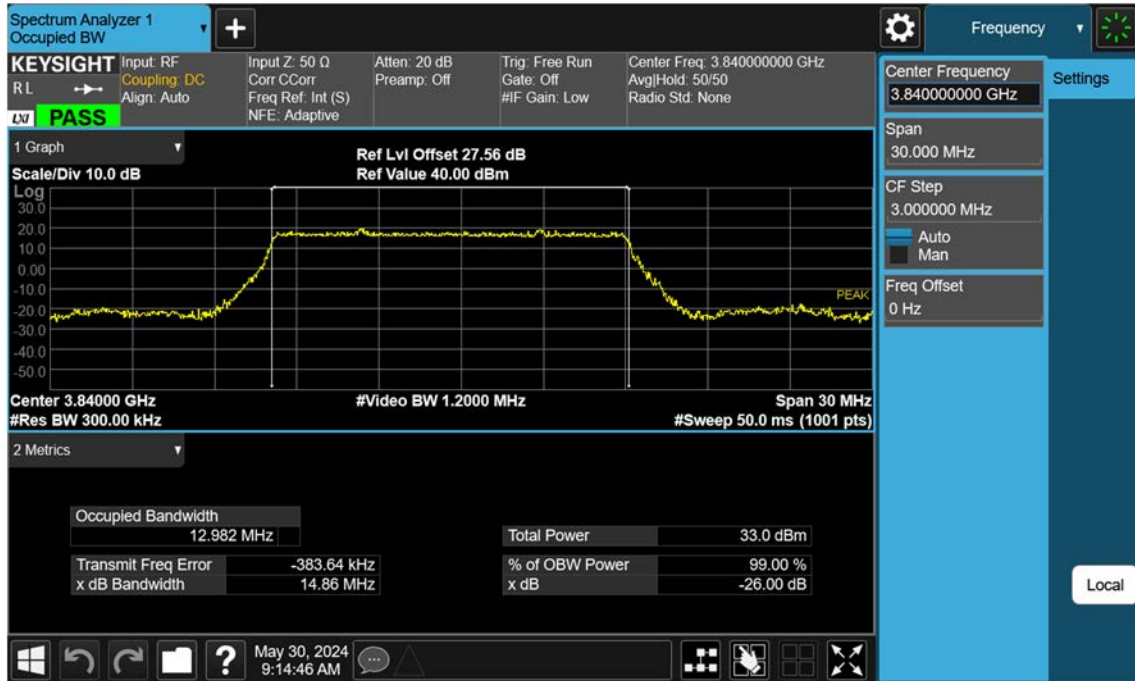 Spectrum Analyzer 1
Occupied BW
+
Frequency
KEYSIGHT
RL
LXI PASS
Input: RF
Coupling: DC
Align: Auto
Input Z: 50 Ω
Corr CCorr
Freq Ref: Int (S)
NFE: Adaptive
Atten: 20 dB
Preamp: Off
Trig: Free Run
Gate: Off
#IF Gain: Low
Center Freq: 3.840000000 GHz
Avg|Hold: 50/50
Radio Std: None
Center Frequency
3.840000000 GHz
Settings
Span
30.000 MHz
CF Step
3.000000 MHz
Auto
Man
Freq Offset
0 Hz
Local
1 Graph
Scale/Div 10.0 dB
Ref Lvl Offset 27.56 dB
Ref Value 40.00 dBm
Log
30.0
20.0
10.0
0.00
-10.0
-20.0
-30.0
-40.0
-50.0
PEAK
Center 3.84000 GHz
#Video BW 1.2000 MHz
Span 30 MHz
#Res BW 300.00 kHz
#Sweep 50.0 ms (1001 pts)
2 Metrics
Occupied Bandwidth
12.982 MHz
Total Power 33.0 dBm
Transmit Freq Error -383.64 kHz
% of OBW Power 99.00 %
x dB Bandwidth 14.86 MHz
x dB -26.00 dB
?
May 30, 2024
9:14:46 AM